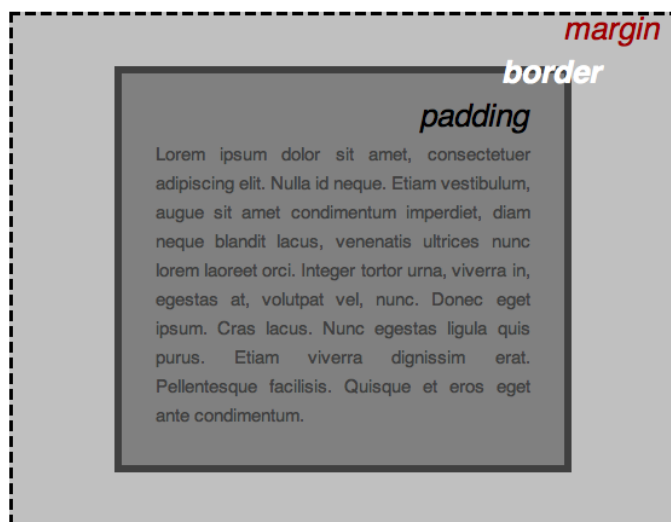 margin
border
padding
Lorem ipsum dolor sit amet, consectetuer
adipiscing elit. Nulla id neque. Etiam vestibulum,
augue sit amet condimentum imperdiet, diam
neque blandit lacus, venenatis ultrices nunc
lorem laoreet orci. Integer tortor urna, viverra in,
egestas at, volutpat vel, nunc. Donec eget
ipsum. Cras lacus. Nunc egestas ligula quis
purus. Etiam viverra dignissim erat.
Pellentesque facilisis. Quisque et eros eget
ante condimentum.